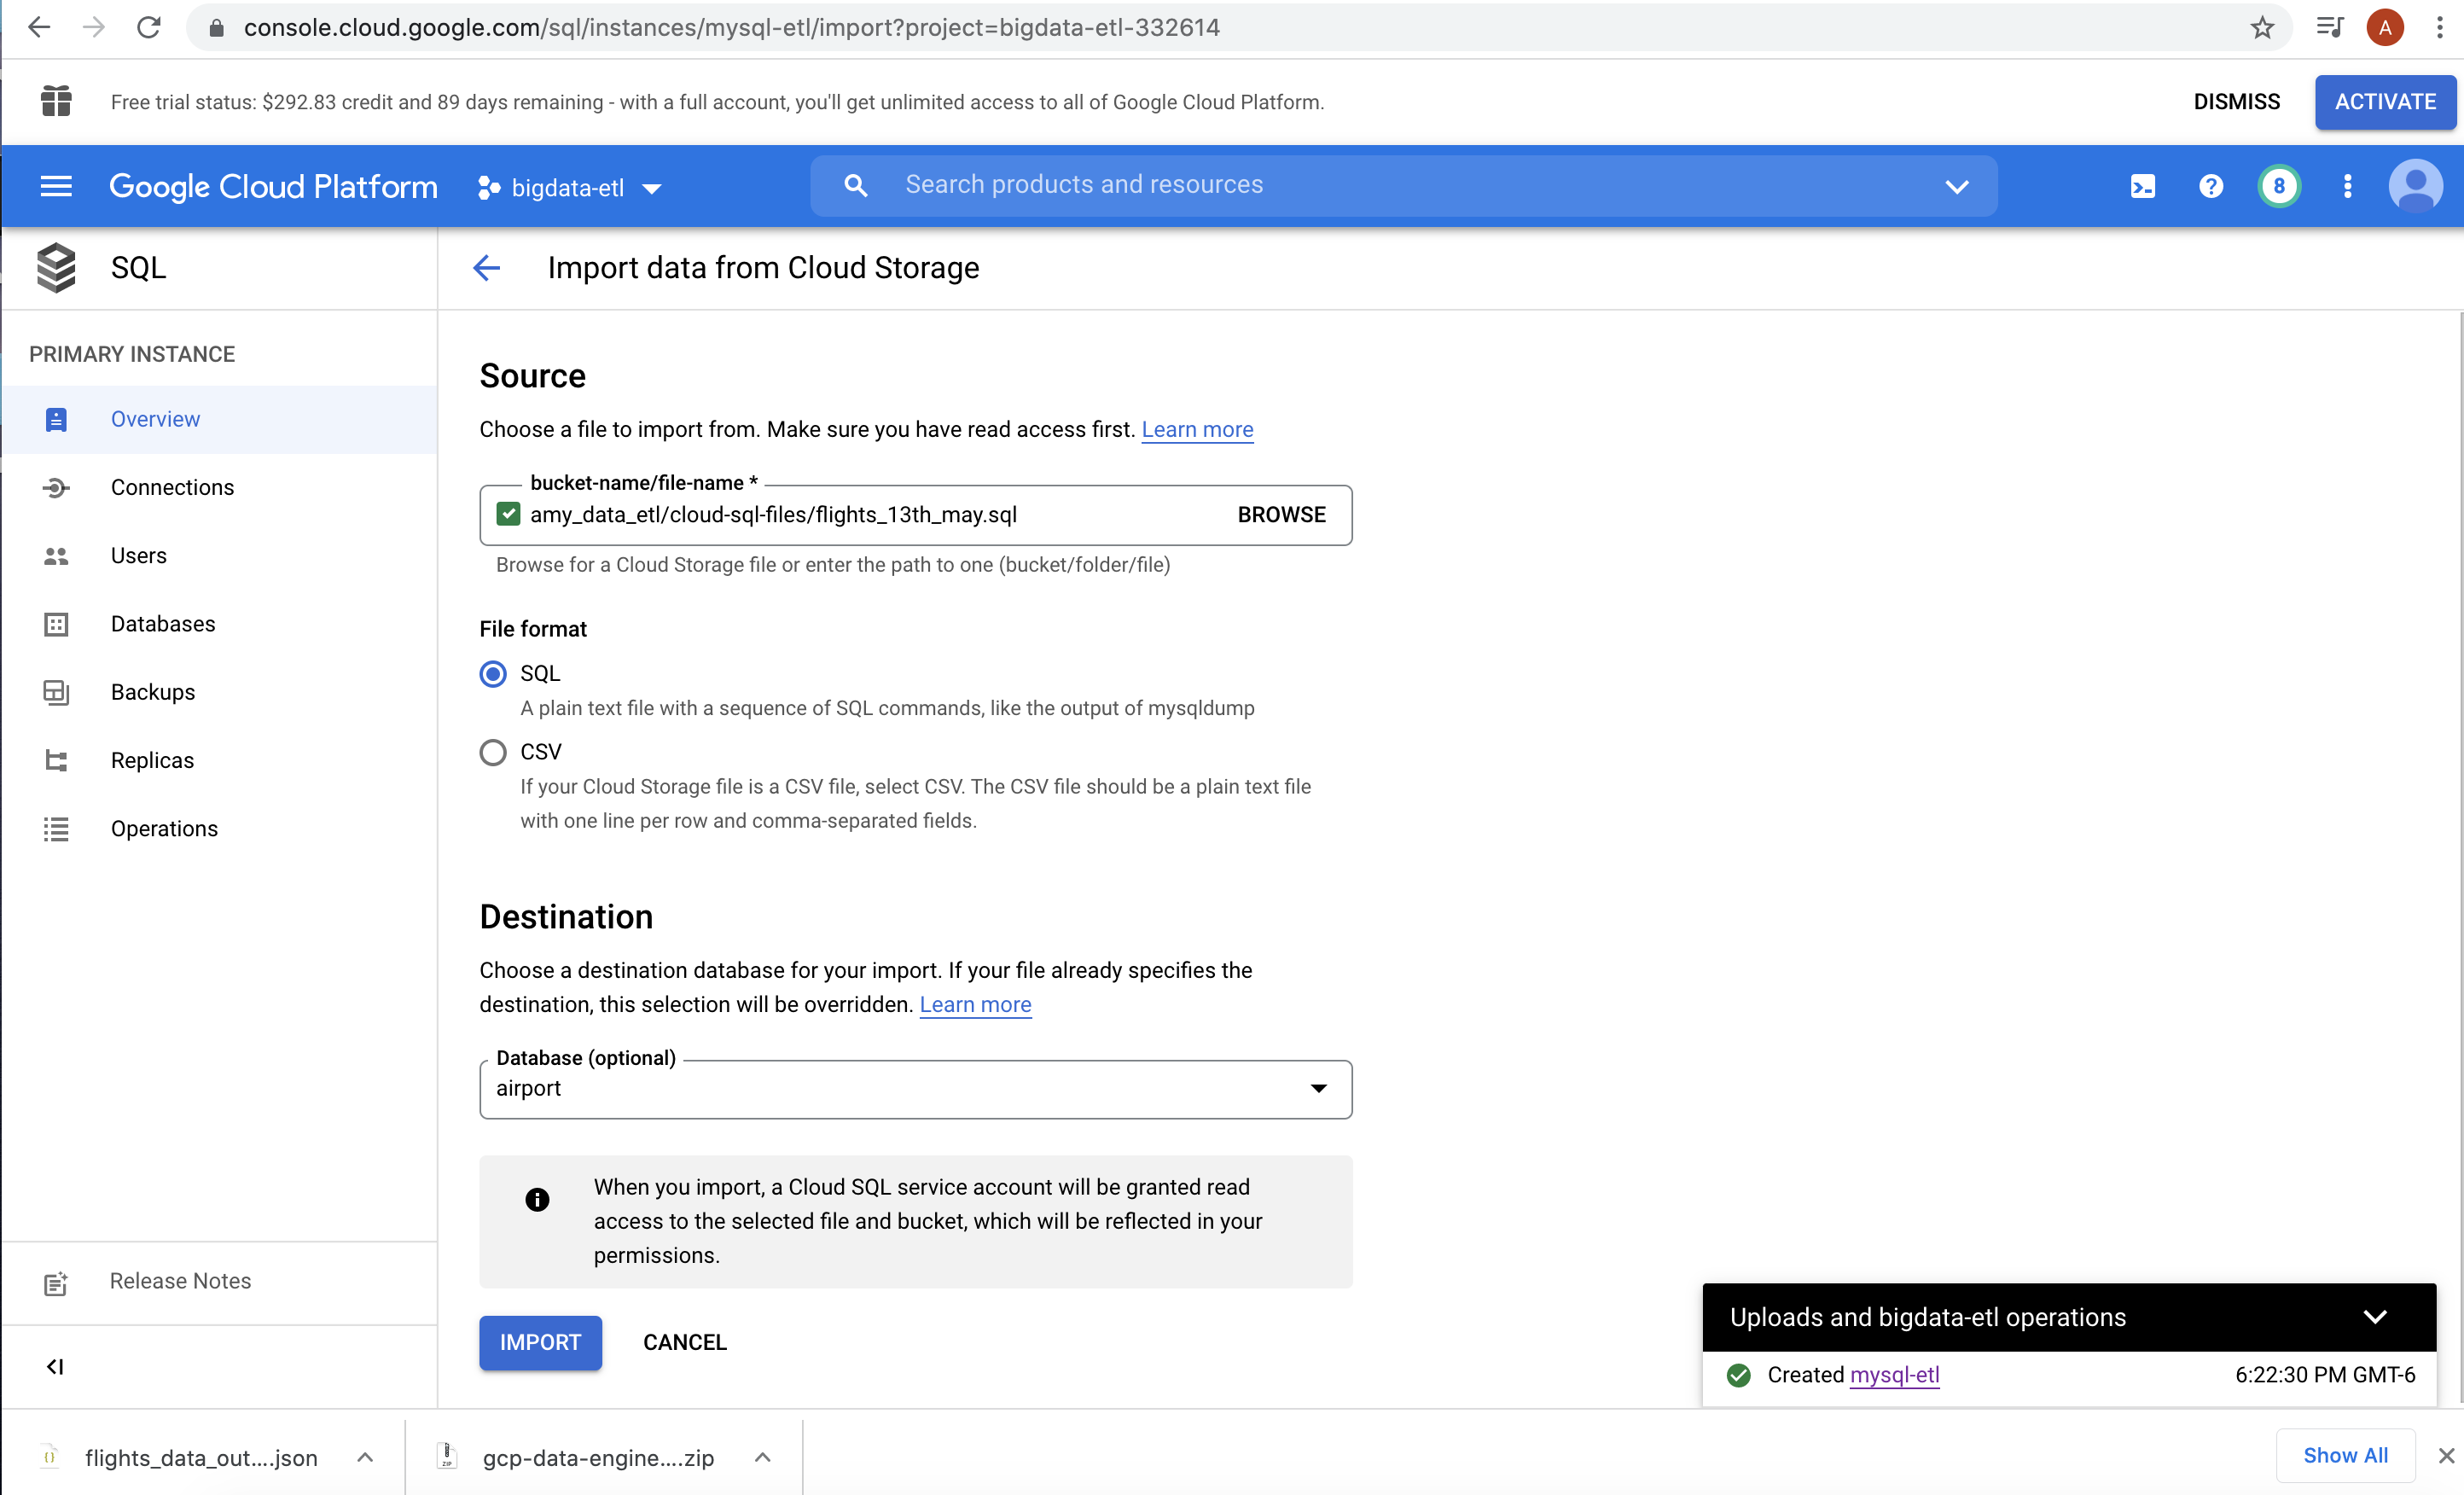 console.cloud.google.com/sql/instances/mysql-etl/import?project=bigdata-etl-332614
A
Free trial status: $292.83 credit and 89 days remaining - with a full account, you'll get unlimited access to all of Google Cloud Platform.
DISMISS
ACTIVATE
Google Cloud Platform
bigdata-etl
Search products and resources
8
SQL
Import data from Cloud Storage
PRIMARY INSTANCE
Overview
Connections
Users
Databases
Backups
Replicas
Operations
Release Notes
Source
Choose a file to import from. Make sure you have read access first. Learn more
bucket-name/file-name *
amy_data_etl/cloud-sql-files/flights_13th_may.sql
BROWSE
Browse for a Cloud Storage file or enter the path to one (bucket/folder/file)
File format
SQL
A plain text file with a sequence of SQL commands, like the output of mysqldump
CSV
If your Cloud Storage file is a CSV file, select CSV. The CSV file should be a plain text file
with one line per row and comma-separated fields.
Destination
Choose a destination database for your import. If your file already specifies the
destination, this selection will be overridden. Learn more
Database (optional)
airport
When you import, a Cloud SQL service account will be granted read
access to the selected file and bucket, which will be reflected in your
permissions.
IMPORT
CANCEL
Uploads and bigdata-etl operations
Created mysql-etl
6:22:30 PM GMT-6
flights_data_out....json
ZIP
gcp-data-engine....zip
Show All